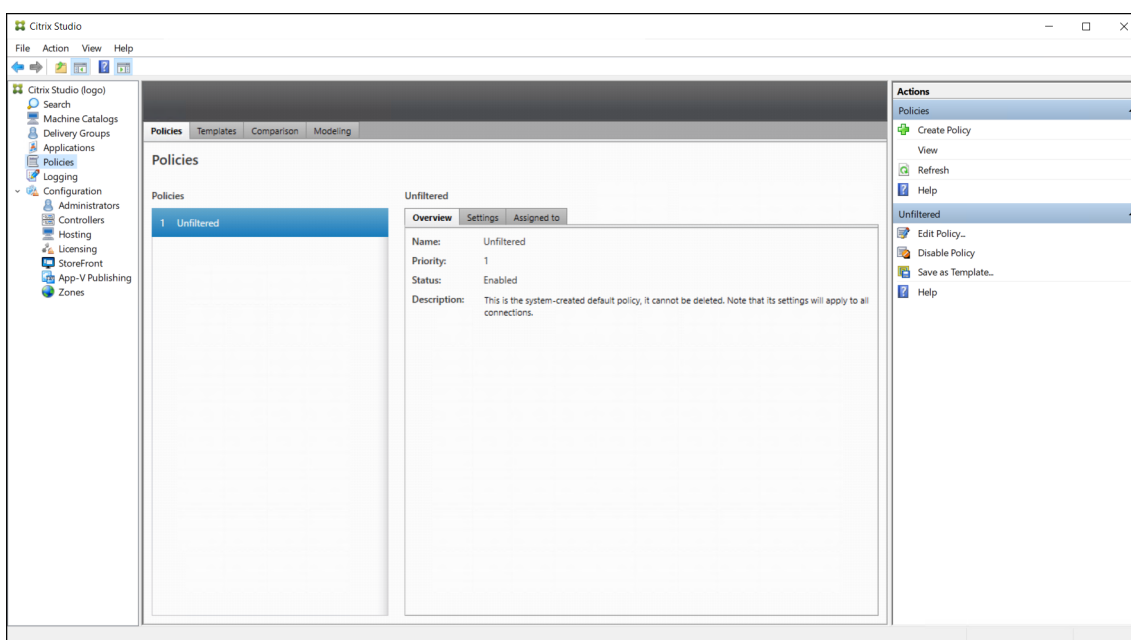 Citrix Studio
File Action View Help
Citrix Studio (logo)
Search
Machine Catalogs
Delivery Groups
Applications
Policies
Logging
Configuration
Administrators
Controllers
Hosting
Licensing
StoreFront
App-V Publishing
Zones
Policies Templates Comparison Modeling
Policies
Policies
1 Unfiltered
Unfiltered
Overview Settings Assigned to
Name: Unfiltered
Priority: 1
Status: Enabled
Description: This is the system-created default policy, it cannot be deleted. Note that its settings will apply to all
connections.
Actions
Policies
Create Policy
View
Refresh
Help
Unfiltered
Edit Policy...
Disable Policy
Save as Template...
Help